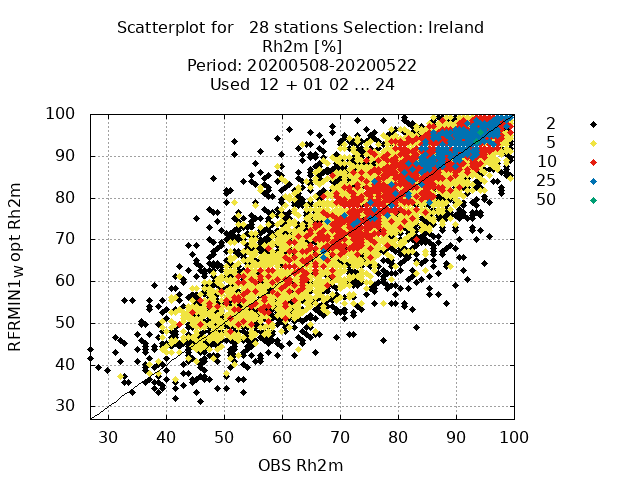 Scatterplot for   28 stations Selection: Ireland
Rh2m [%]
Period: 20200508-20200522
Used  12 + 01 02 ... 24
RFRMIN1w opt Rh2m
100
90
80
70
60
50
40
30
30 40 50 60 70 80 90 100
OBS Rh2m
2
5
10
25
50